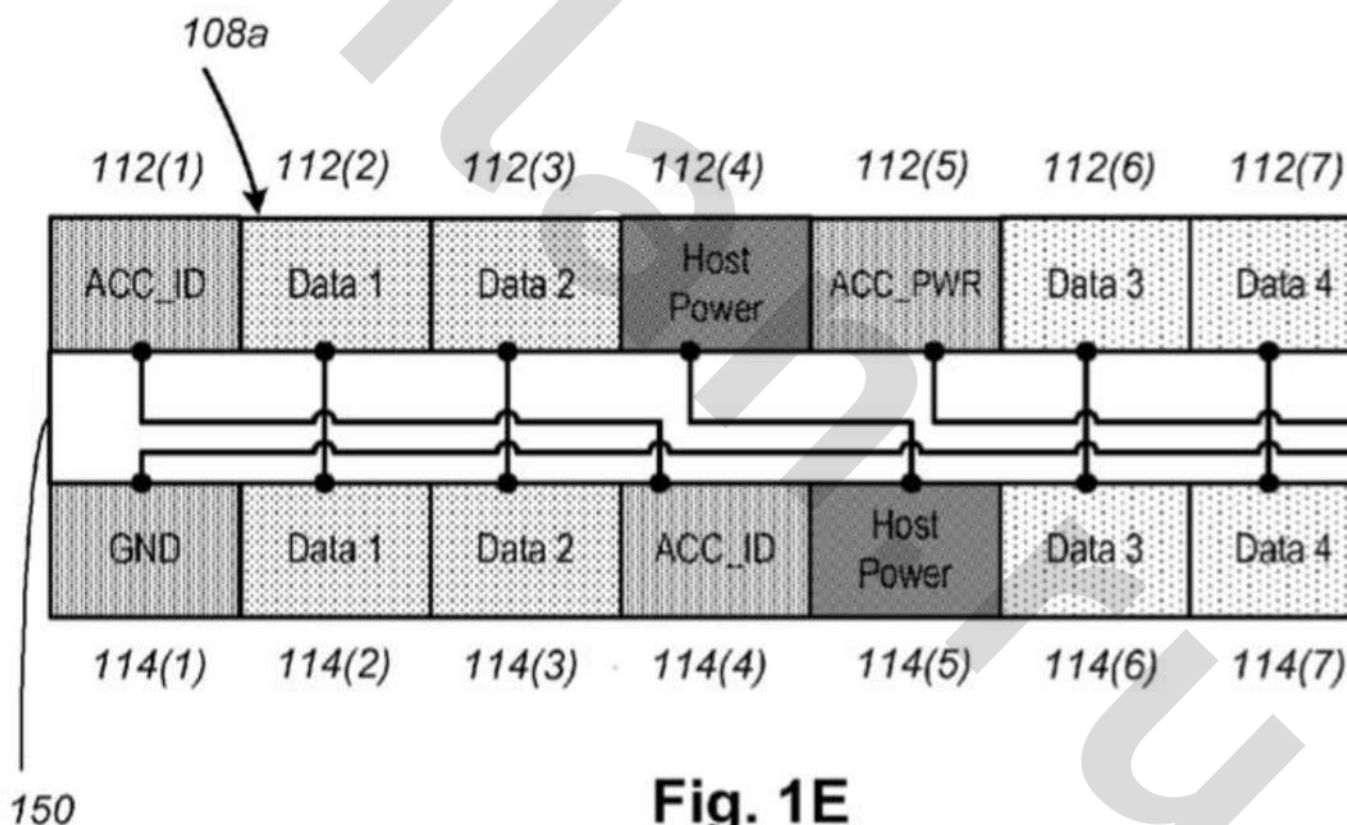 108a
112(1) 112(2) 112(3) 112(4) 112(5) 112(6) 112(7)
ACC_ID Data 1 Data 2 Host Power ACC_PWR Data 3 Data 4
GND Data 1 Data 2 ACC_ID Host Power Data 3 Data 4
114(1) 114(2) 114(3) 114(4) 114(5) 114(6) 114(7)
150
Fig. 1E